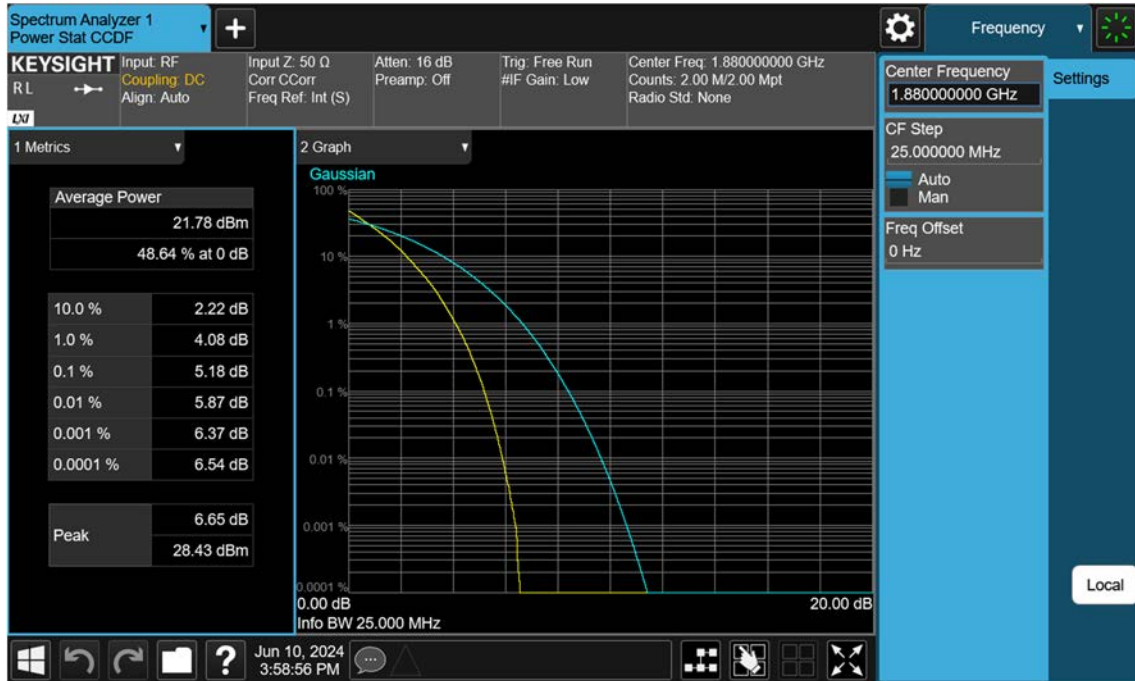 Spectrum Analyzer 1
Power Stat CCDF
Frequency
KEYSIGHT
R L
LXI
Input: RF
Coupling: DC
Align: Auto
Input Z: 50 Ω
Corr CCorr
Freq Ref: Int (S)
Atten: 16 dB
Preamp: Off
Trig: Free Run
#IF Gain: Low
Center Freq: 1.880000000 GHz
Counts: 2.00 M/2.00 Mpt
Radio Std: None
Center Frequency
1.880000000 GHz
Settings
CF Step
25.000000 MHz
Auto
Man
Freq Offset
0 Hz
Local
1 Metrics
Average Power
21.78 dBm
48.64 % at 0 dB
10.0 % 2.22 dB
1.0 % 4.08 dB
0.1 % 5.18 dB
0.01 % 5.87 dB
0.001 % 6.37 dB
0.0001 % 6.54 dB
Peak
6.65 dB
28.43 dBm
2 Graph
Gaussian
100 %
10 %
1 %
0.1 %
0.01 %
0.001 %
0.0001 %
0.00 dB 20.00 dB
Info BW 25.000 MHz
?
Jun 10, 2024
3:58:56 PM